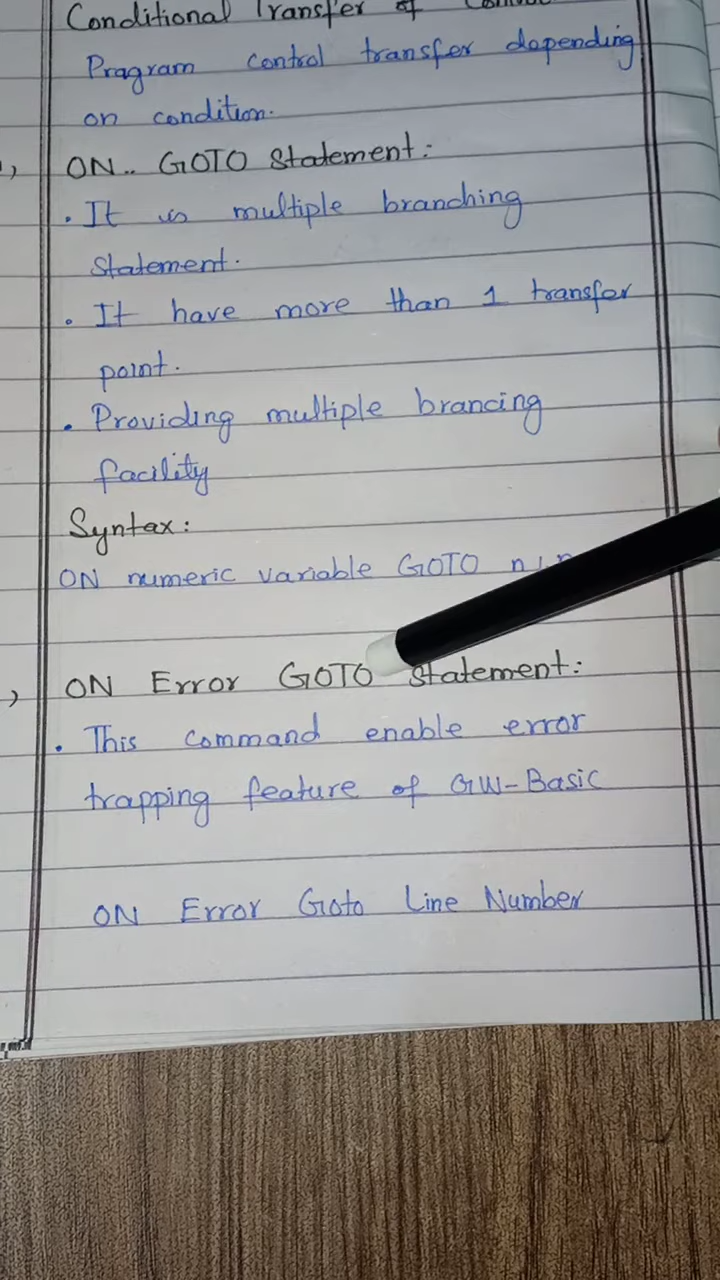 Conditional Transfer of
Pragram control transfer depending
on condition.
ON.. GOTO Statement:
. It is multiple branching
Statement.
. It have more than 1 transfer
point.
. Providing multiple brancing
facility
Syntax:
ON numeric variable GOTO
ON Error GOTO Statement:
. This command enable error
trapping feature of GW-Basic
ON Error Goto Line Number